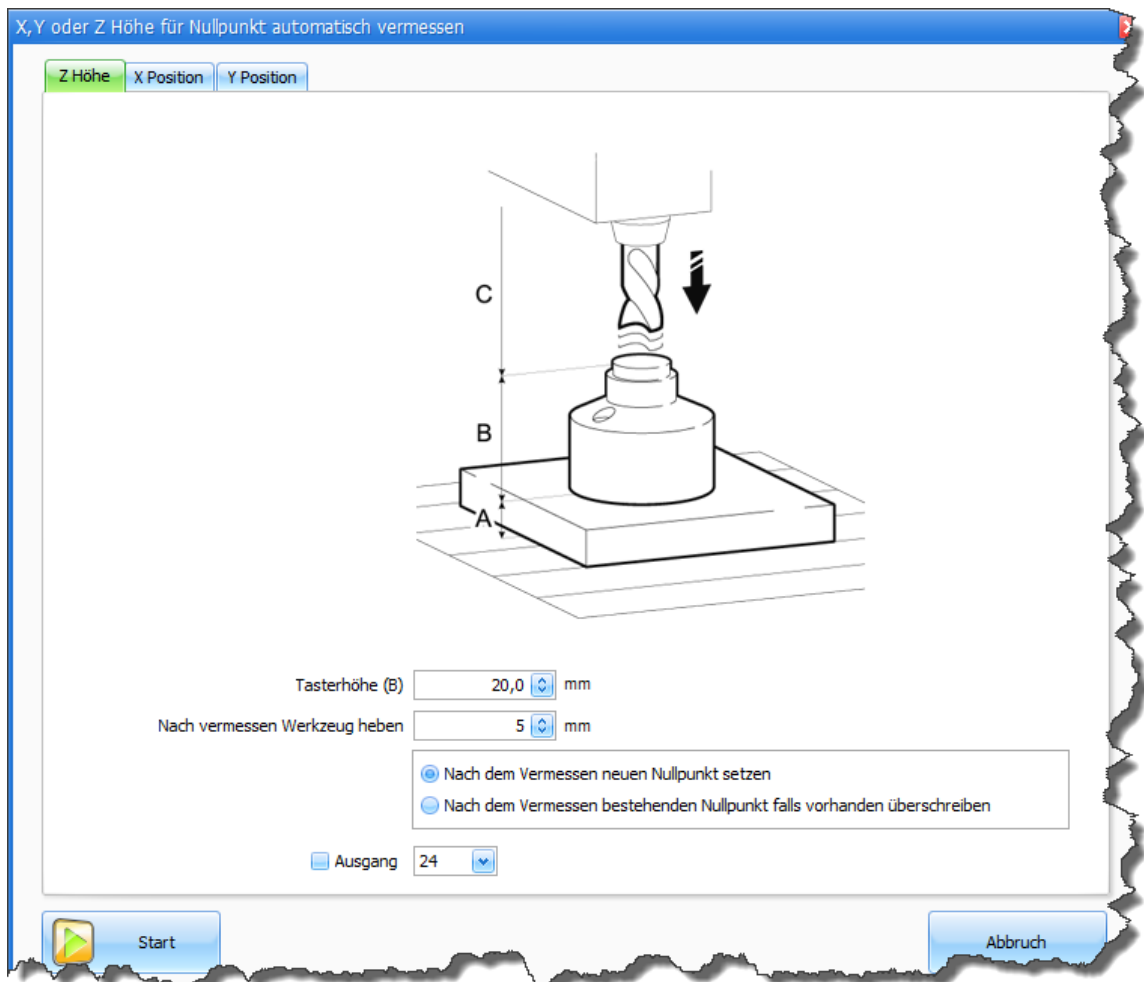 X,Y oder Z Höhe für Nullpunkt automatisch vermessen
Z Höhe X Position Y Position
C
B
A
Tasterhöhe (B) 20,0 mm
Nach vermessen Werkzeug heben 5 mm
Nach dem Vermessen neuen Nullpunkt setzen
Nach dem Vermessen bestehenden Nullpunkt falls vorhanden überschreiben
Ausgang 24
Start Abbruch